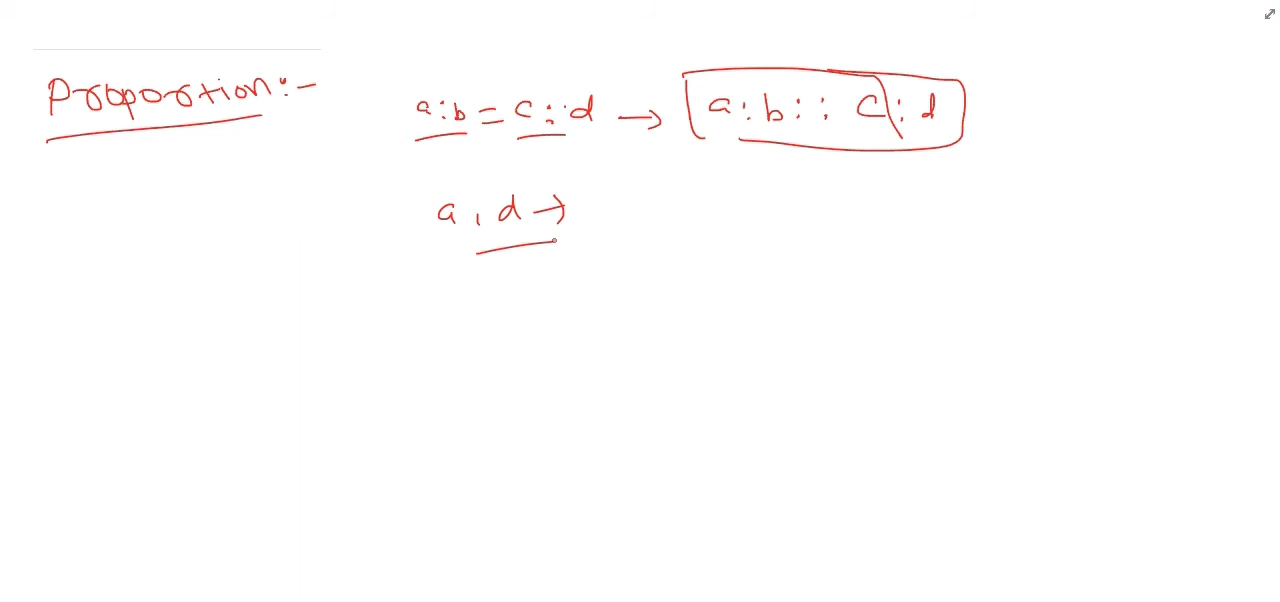 Proportion:-
a:b = c::d → a:b:: c:d
a, d →